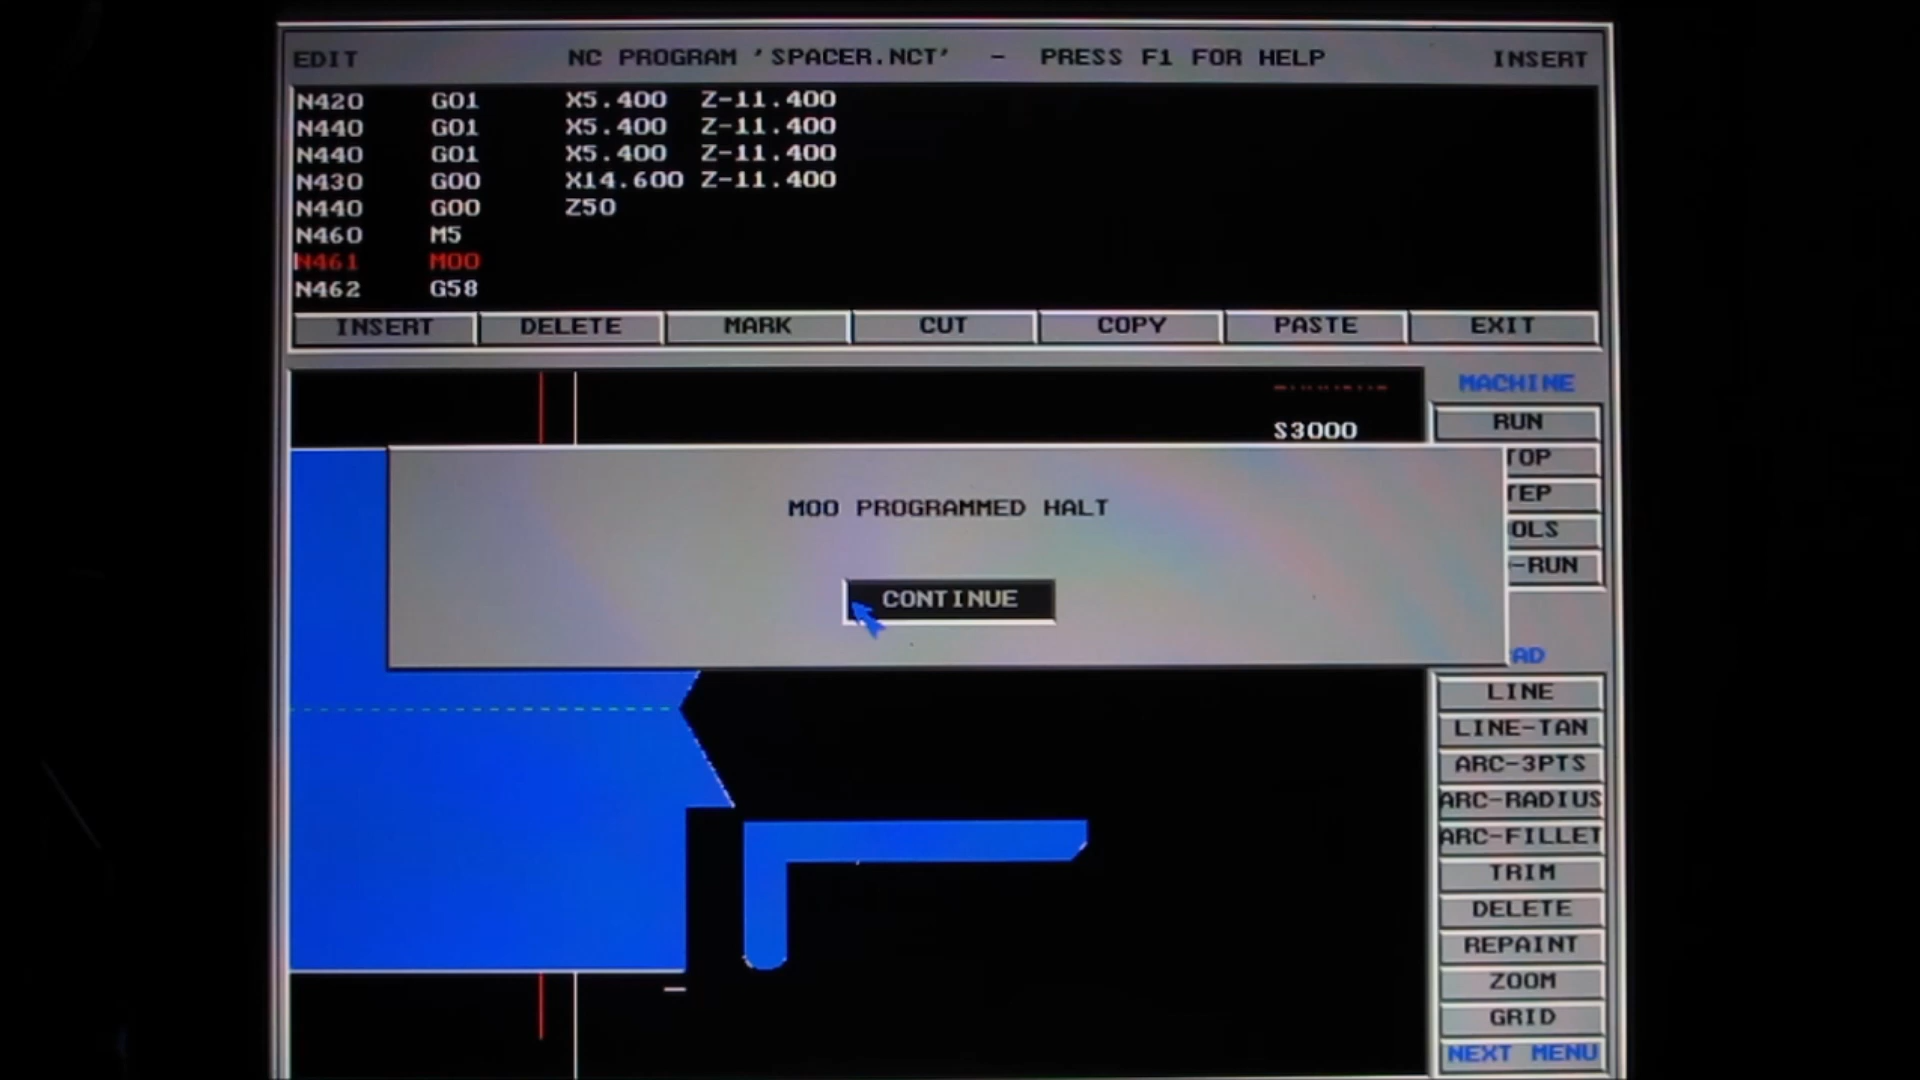 EDIT NC PROGRAM 'SPACER.NCT' - PRESS F1 FOR HELP INSERT
N420 G01 X5.400 Z-11.400
N440 G01 X5.400 Z-11.400
N440 G01 X5.400 Z-11.400
N430 G00 X14.600 Z-11.400
N440 G00 Z50
N460 M5
N461 M00
N462 G58
INSERT DELETE MARK CUT COPY PASTE EXIT
MACHINE
S3000
RUN
TOP
TEP
OLS
-RUN
M00 PROGRAMMED HALT
CONTINUE
AD
LINE
LINE-TAN
ARC-3PTS
ARC-RADIUS
ARC-FILLET
TRIM
DELETE
REPAINT
ZOOM
GRID
NEXT MENU